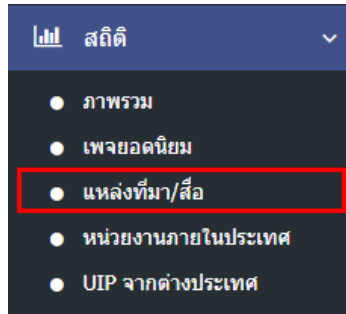 สถิติ
ภาพรวม
เพจยอดนิยม
แหล่งที่มา/สื่อ
หน่วยงานภายในประเทศ
UIP จากต่างประเทศ